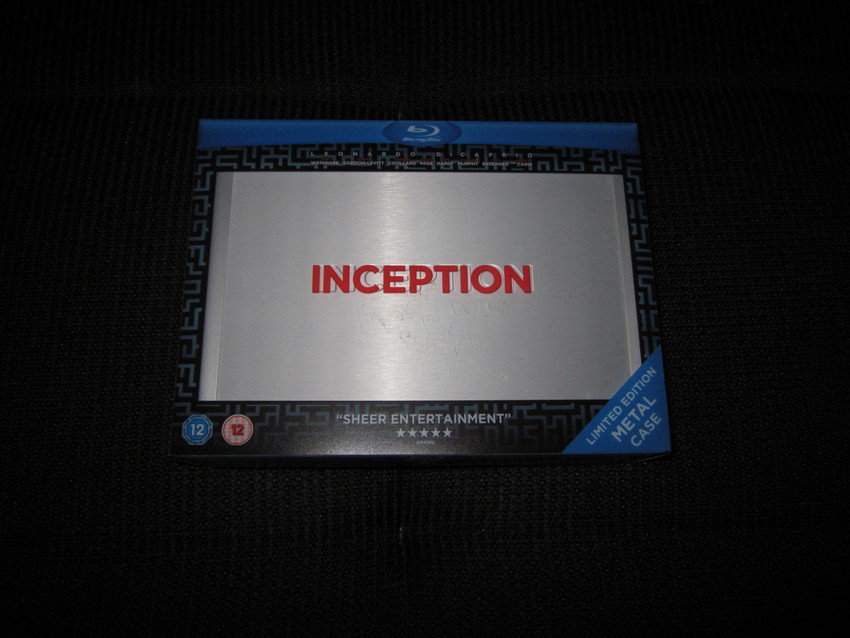 Blu-ray Disc
LEONARDO DICAPRIO
WATANABE GORDON-LEVITT COTILLARD PAGE HARDY MURPHY BERENGER CAINE
INCEPTION
"SHEER ENTERTAINMENT"
★★★★★
EMPIRE
12
12
LIMITED EDITION
METAL
CASE